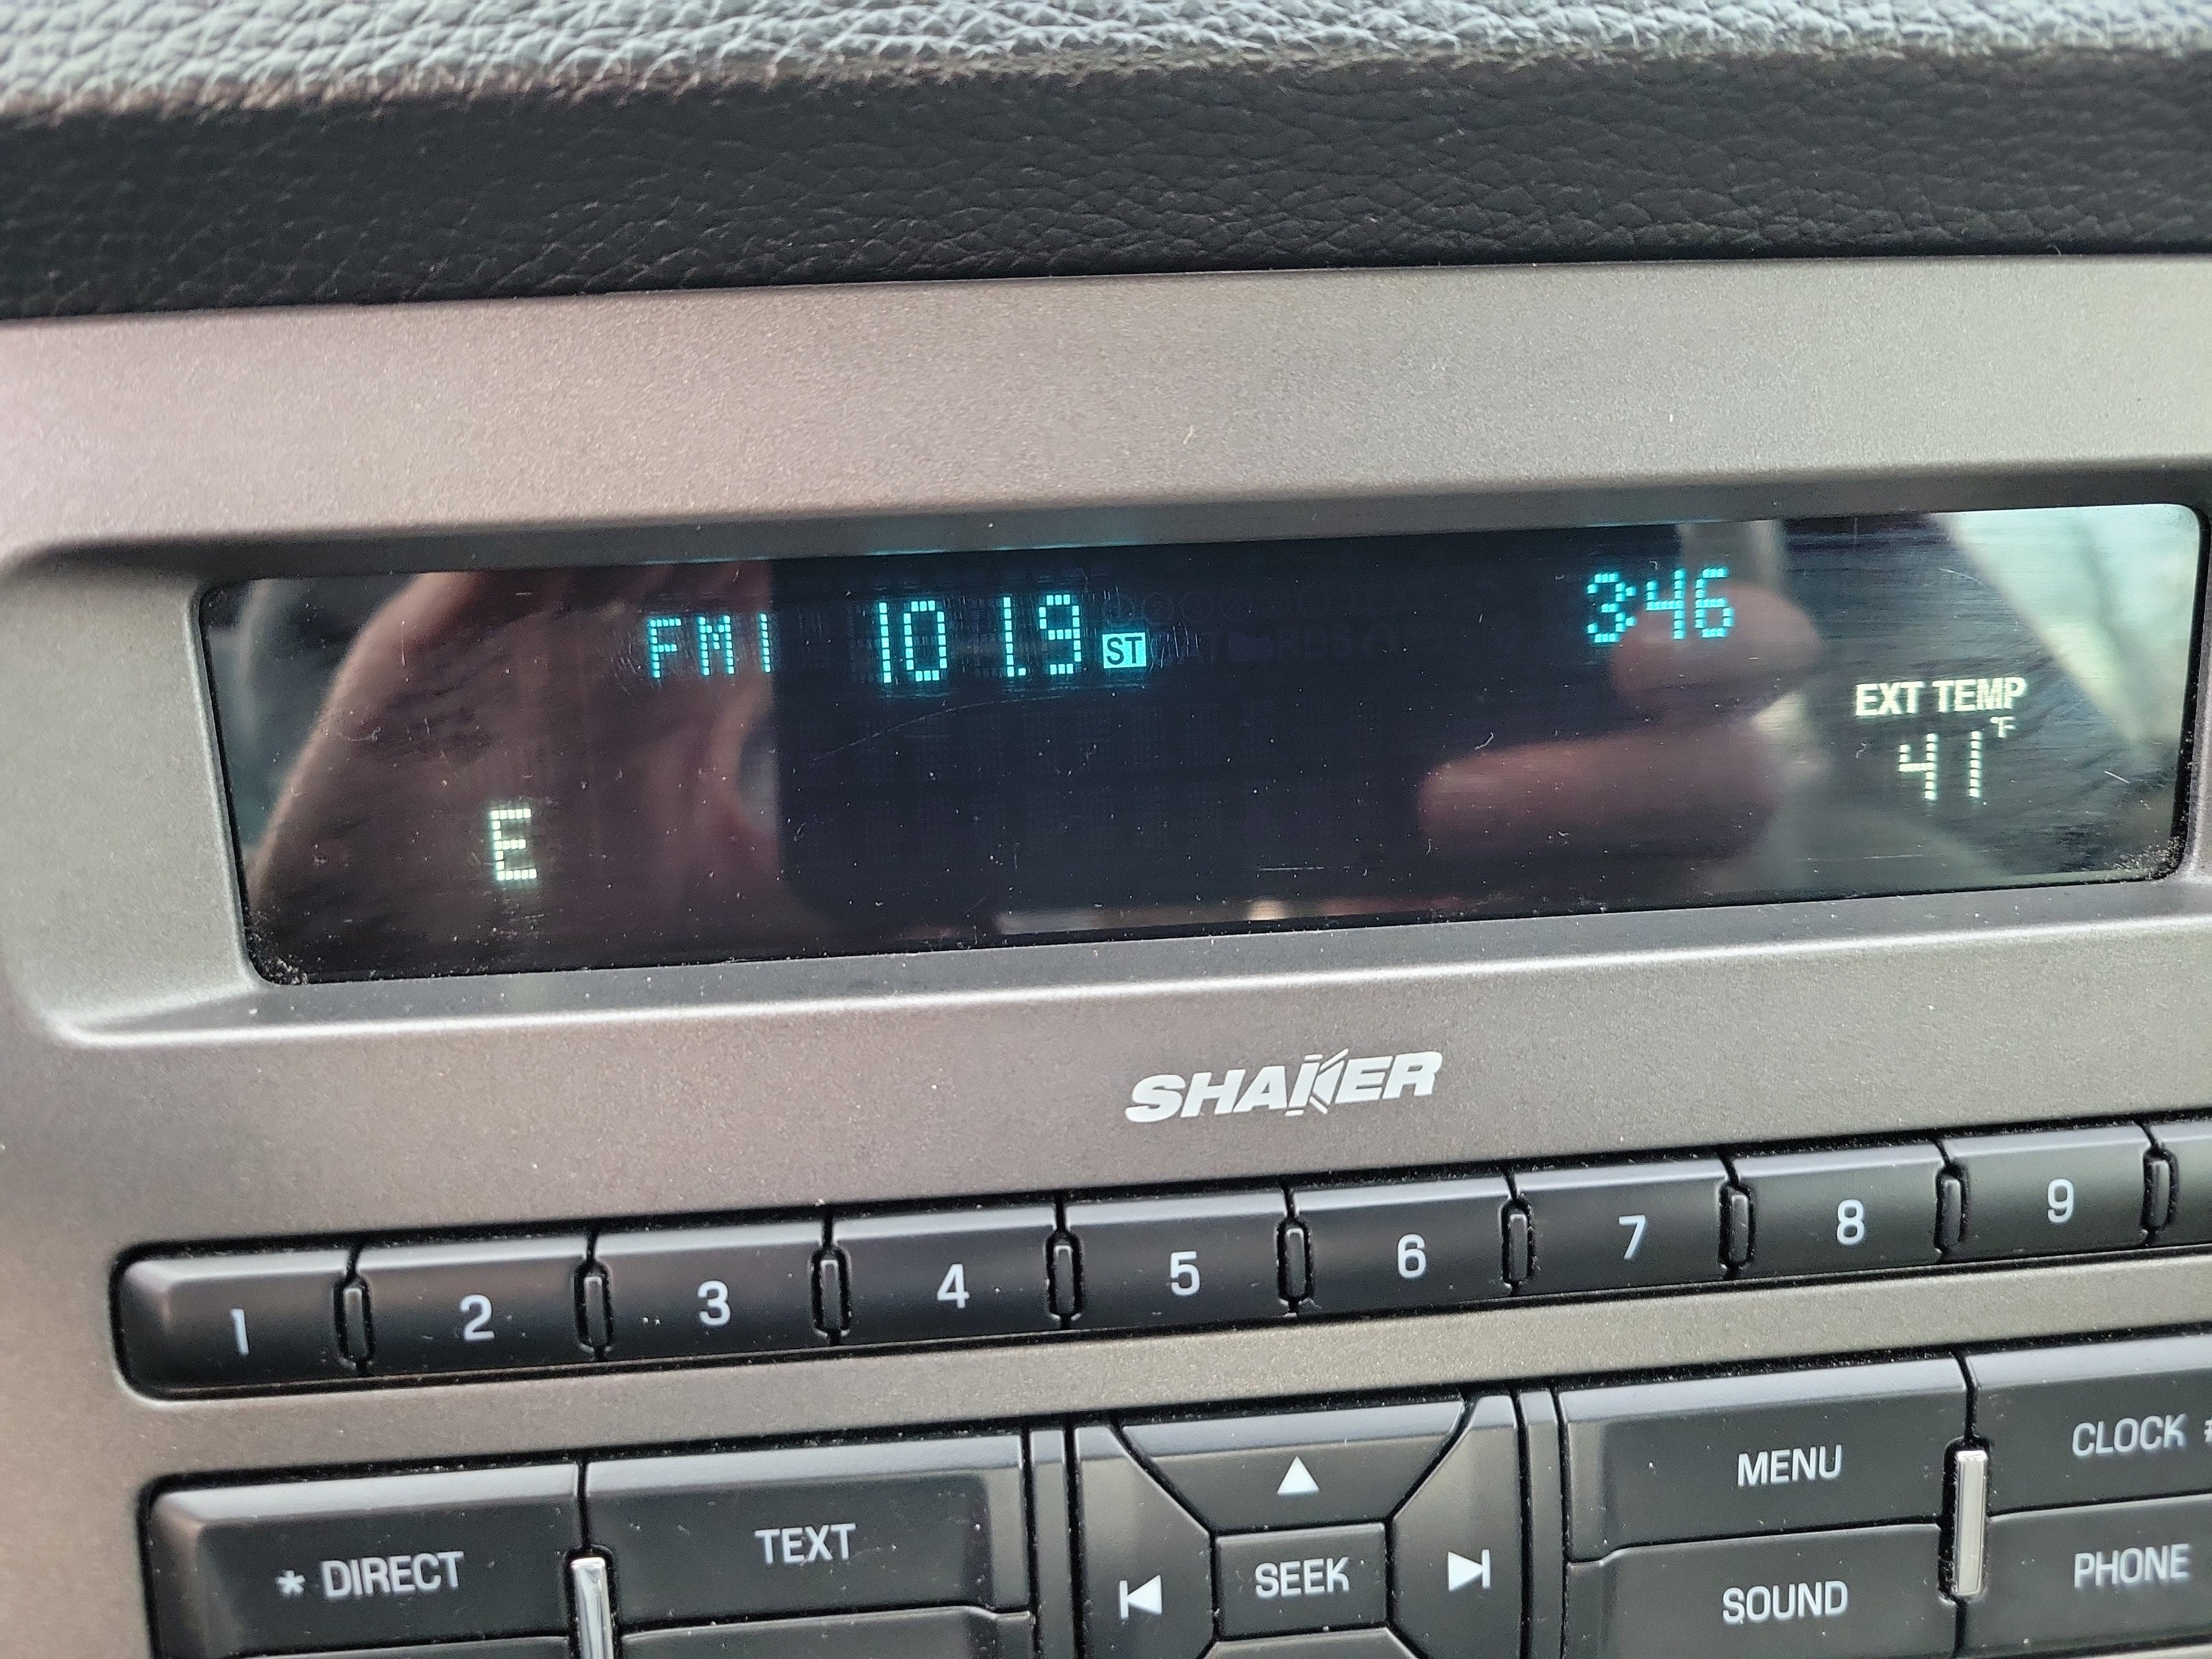 FM1 101.9 ST 3:46
EXT TEMP
°F
41
E
SHAKER
1 2 3 4 5 6 7 8 9
MENU CLOCK
* DIRECT TEXT SEEK SOUND PHONE